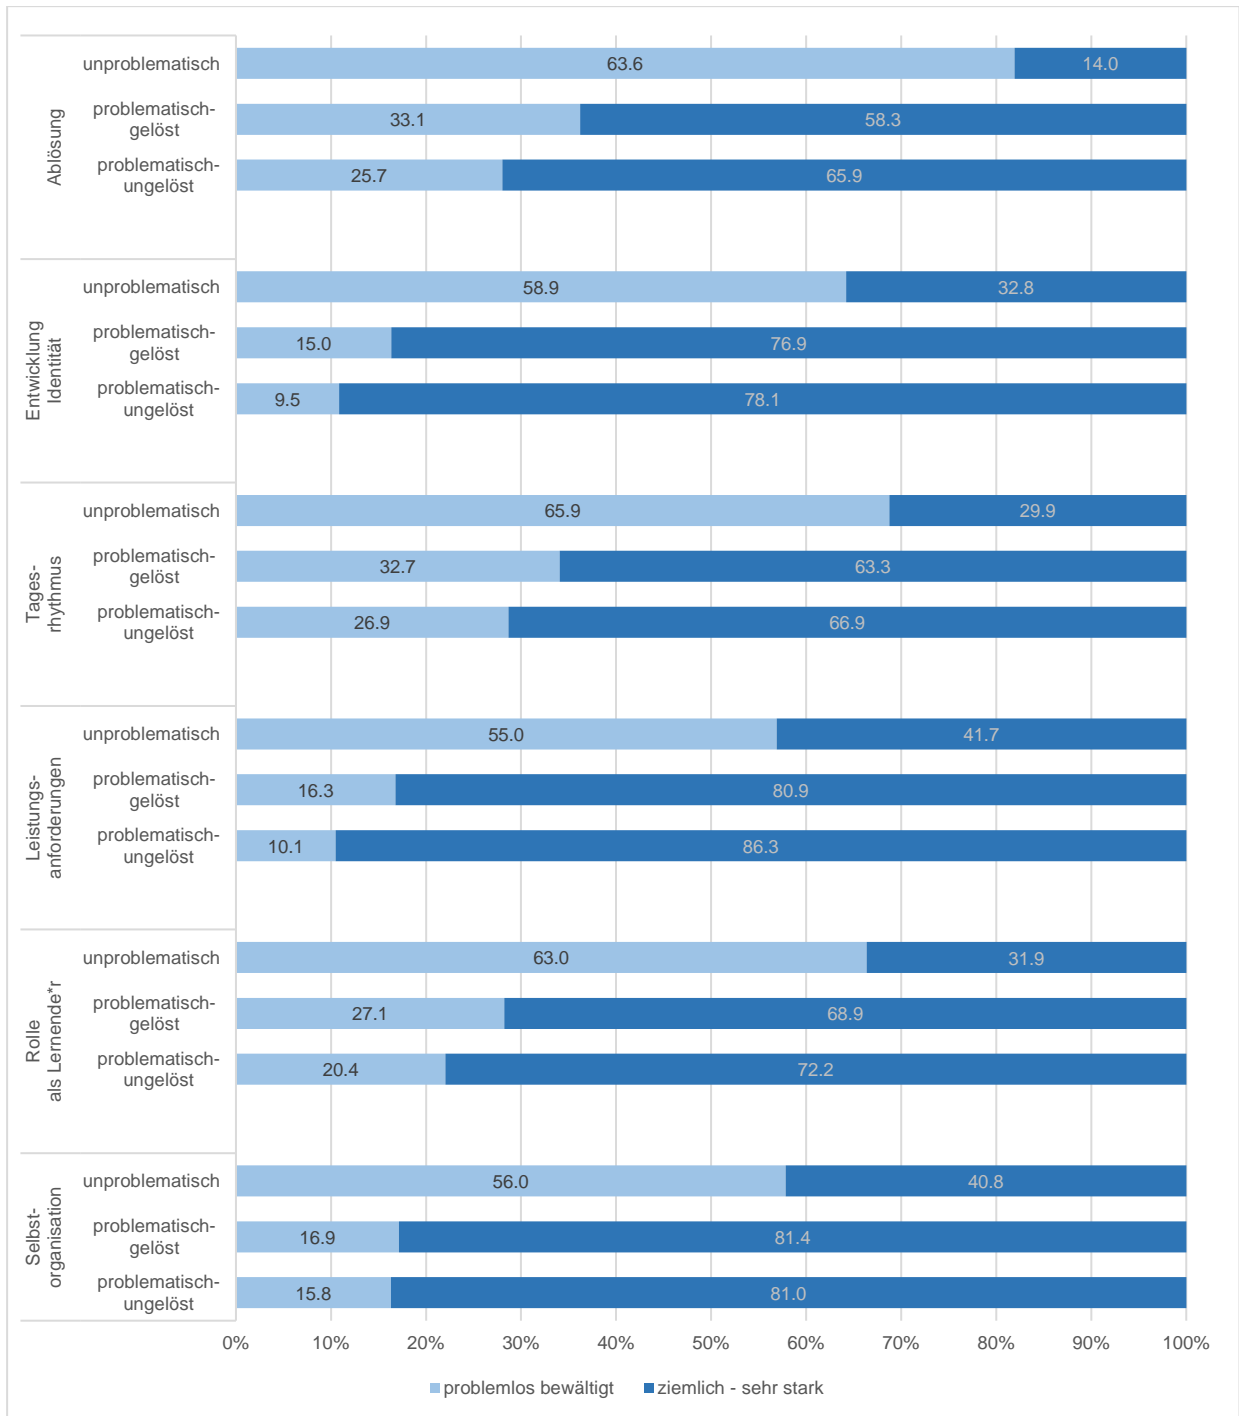 Ablösung
unproblematisch
63.6
14.0
problematisch-
gelöst
33.1
58.3
problematisch-
ungelöst
25.7
65.9
Entwicklung
Identität
unproblematisch
58.9
32.8
problematisch-
gelöst
15.0
76.9
problematisch-
ungelöst
9.5
78.1
Tages-
rhythmus
unproblematisch
65.9
29.9
problematisch-
gelöst
32.7
63.3
problematisch-
ungelöst
26.9
66.9
Leistungs-
anforderungen
unproblematisch
55.0
41.7
problematisch-
gelöst
16.3
80.9
problematisch-
ungelöst
10.1
86.3
Rolle
als Lernende*r
unproblematisch
63.0
31.9
problematisch-
gelöst
27.1
68.9
problematisch-
ungelöst
20.4
72.2
Selbst-
organisation
unproblematisch
56.0
40.8
problematisch-
gelöst
16.9
81.4
problematisch-
ungelöst
15.8
81.0
0% 10% 20% 30% 40% 50% 60% 70% 80% 90% 100%
problemlos bewältigt ziemlich - sehr stark